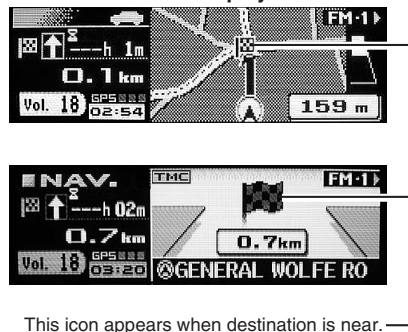 FM-1
---h 1m
0.1km
Vol. 18 GPS
02:54
159 m
NAV.
TMC
FM-1
---h 02m
0.7km
0.7km
Vol. 18 GPS
03:20
GENERAL WOLFE RO
This icon appears when destination is near.